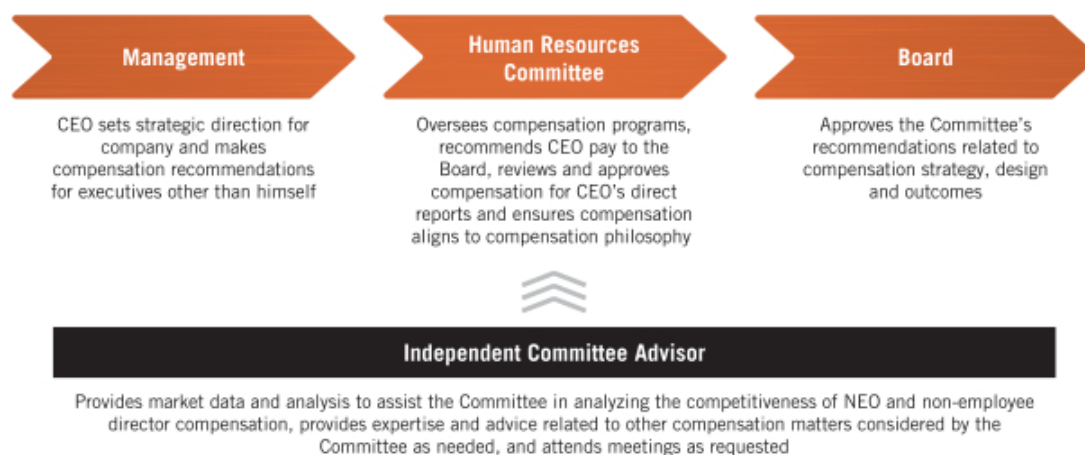 Management
CEO sets strategic direction for
company and makes
compensation recommendations
for executives other than himself
Human Resources
Committee
Oversees compensation programs,
recommends CEO pay to the
Board, reviews and approves
compensation for CEO's direct
reports and ensures compensation
aligns to compensation philosophy
Board
Approves the Committee's
recommendations related to
compensation strategy, design
and outcomes
Independent Committee Advisor
Provides market data and analysis to assist the Committee in analyzing the competitiveness of NEO and non-employee
director compensation, provides expertise and advice related to other compensation matters considered by the
Committee as needed, and attends meetings as requested